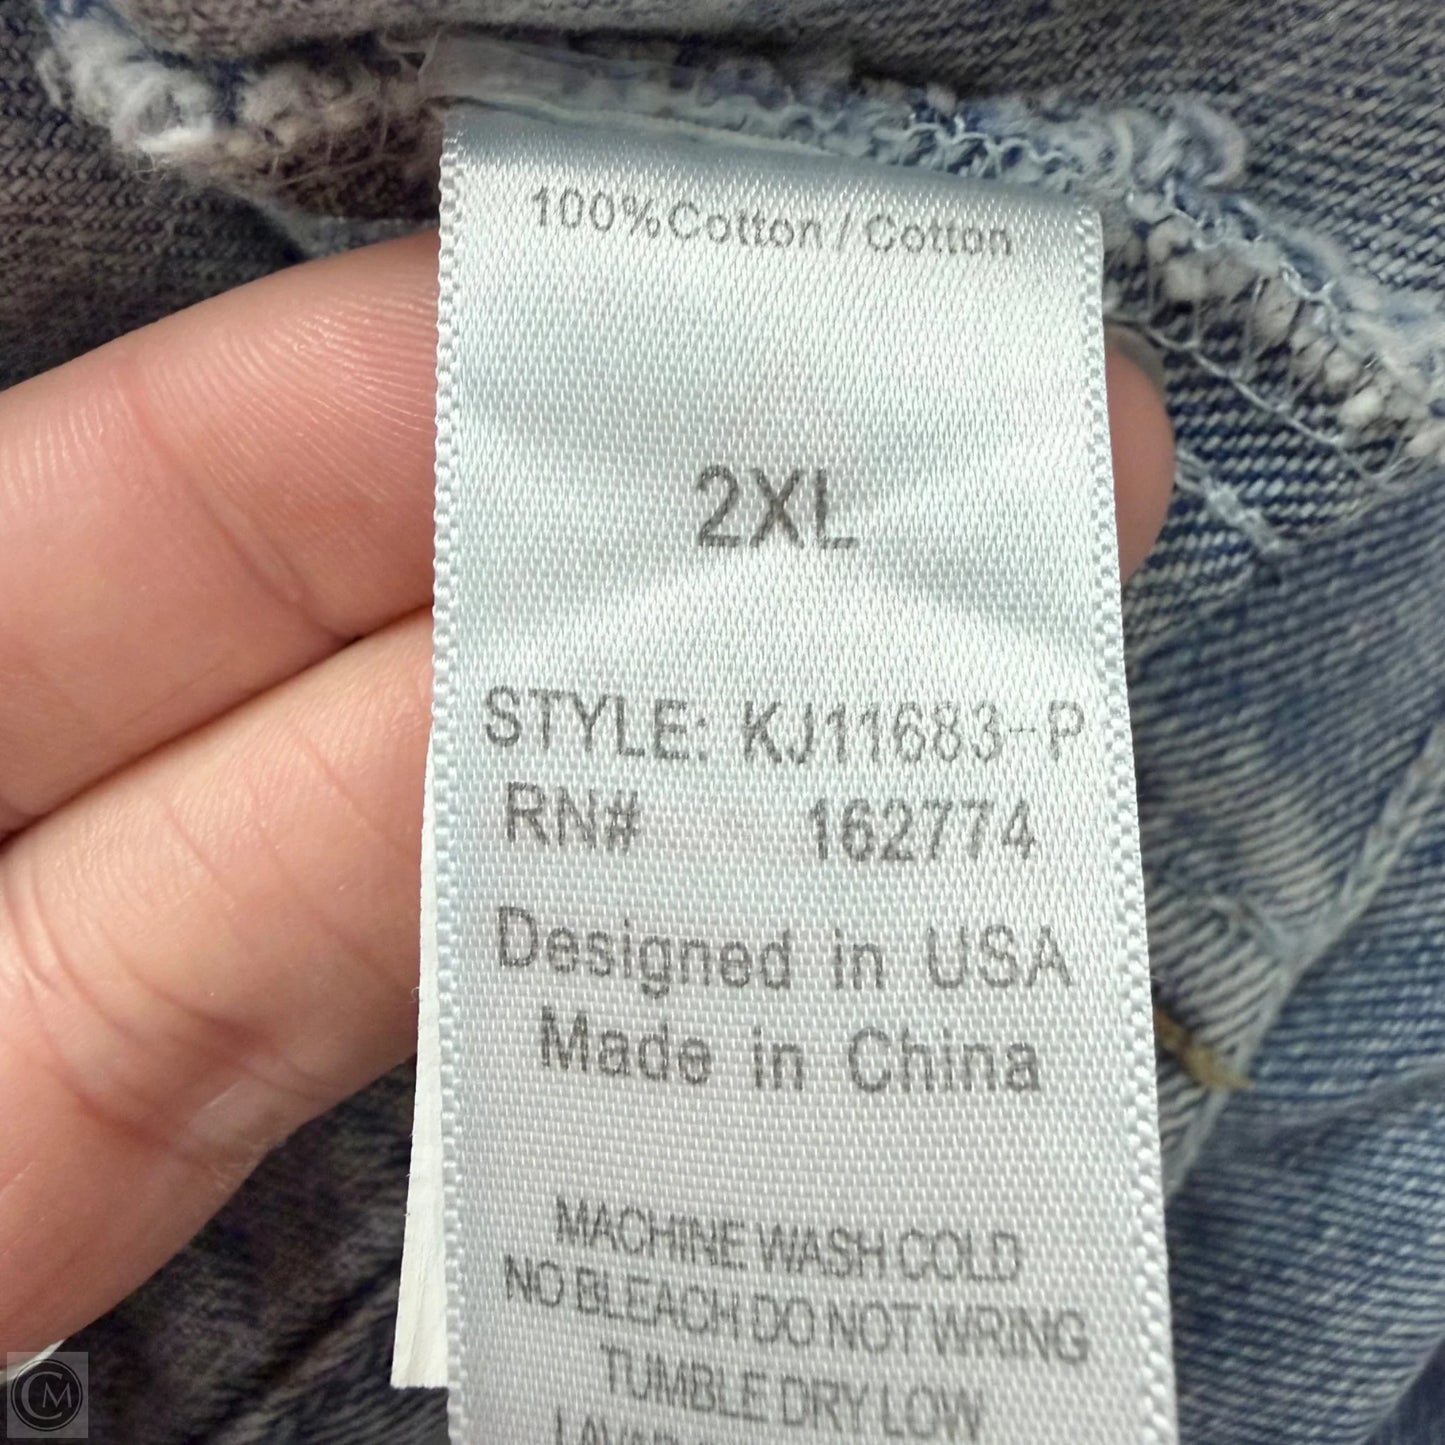 100%Cotton/Cotton
2XL
STYLE: KJ11683-P
RN# 162774
Designed in USA
Made in China
MACHINE WASH COLD
NO BLEACH DO NOT WRING
TUMBLE DRY LOW
CM